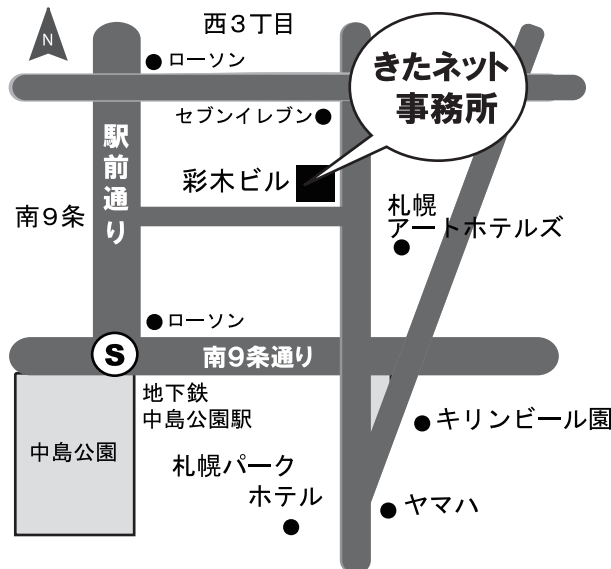 N
西３丁目
ローソン
きたネット
事務所
セブンイレブン
駅前通り
彩木ビル
南９条
札幌
アートホテルズ
ローソン
S
南９条通り
地下鉄
中島公園駅
中島公園
キリンビール園
札幌パーク
ホテル
ヤマハ